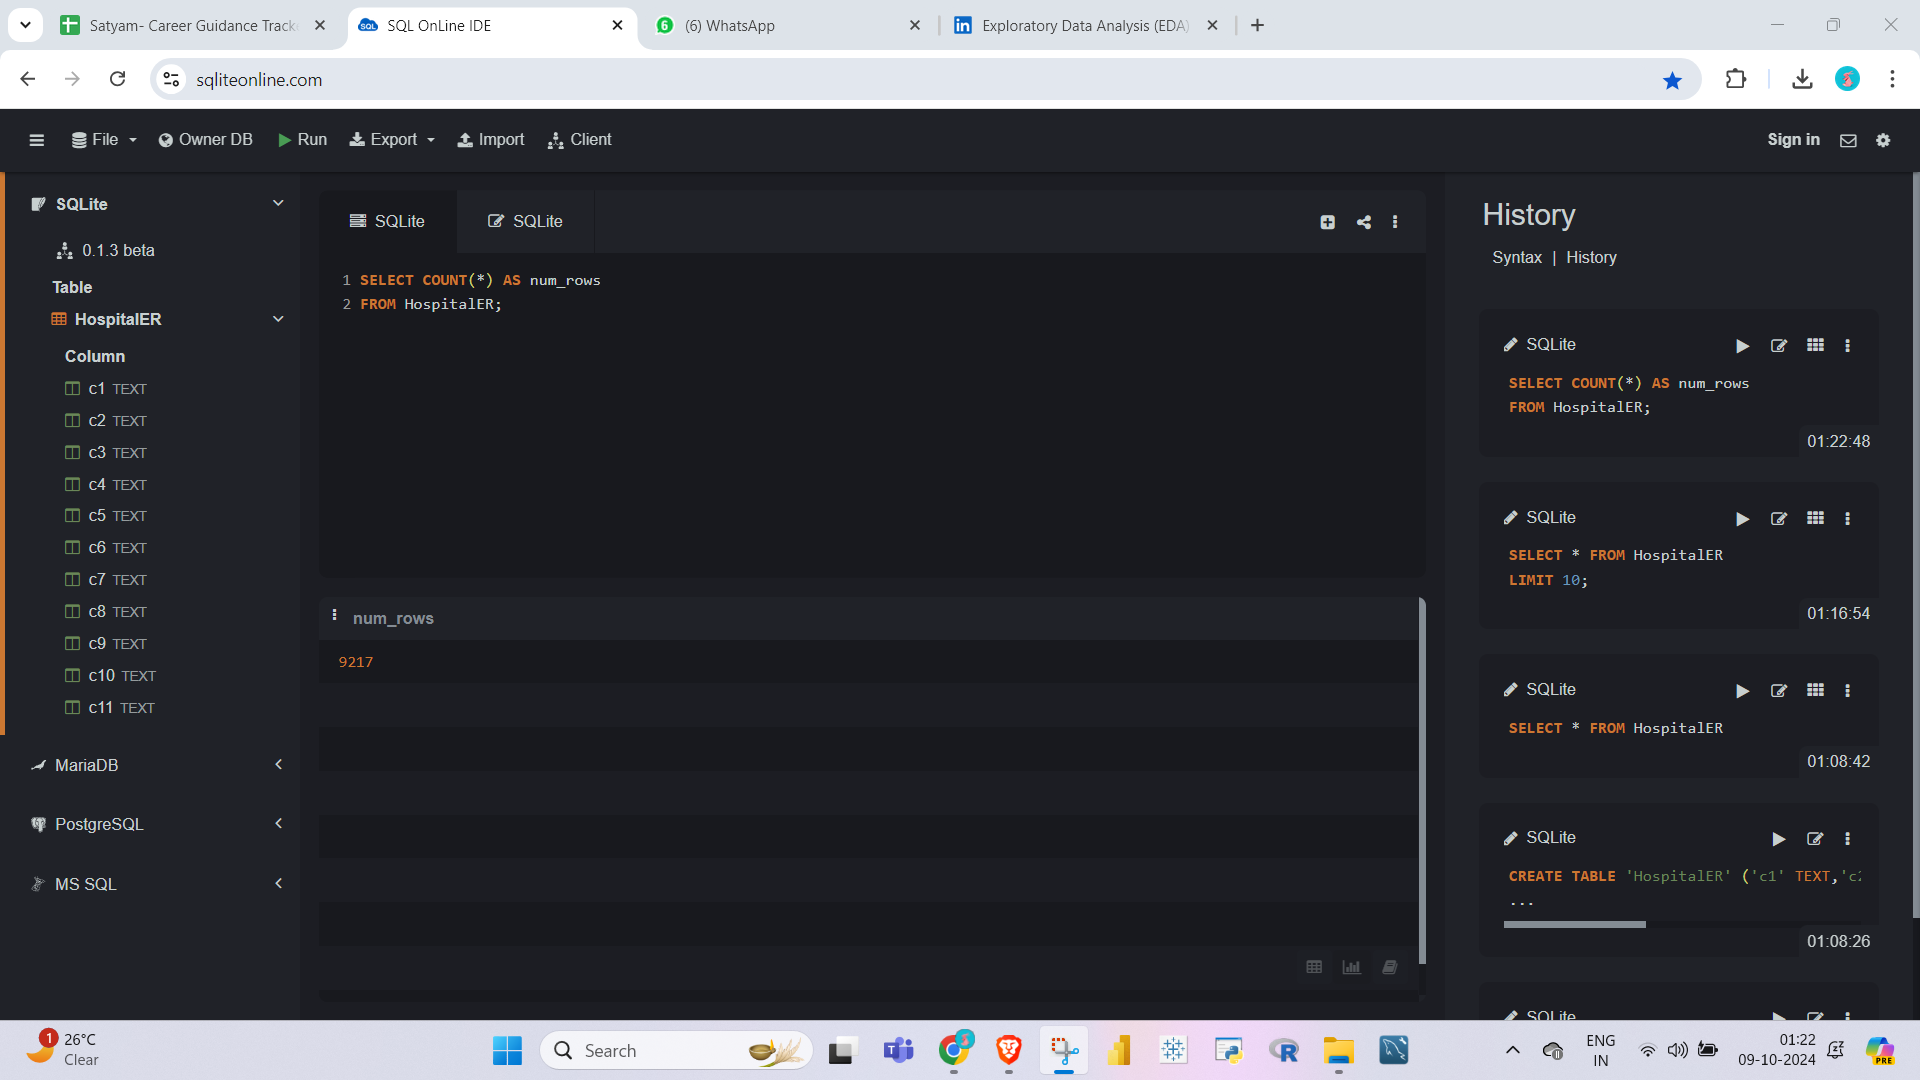 Satyam- Career Guidance Track
SQL OnLine IDE
6 (6) WhatsApp
in Exploratory Data Analysis (EDA)
sqliteonline.com
File
Owner DB
Run
Export
Import
Client
Sign in
SQLite
0.1.3 beta
Table
HospitalER
Column
c1 TEXT
c2 TEXT
c3 TEXT
c4 TEXT
c5 TEXT
c6 TEXT
c7 TEXT
c8 TEXT
c9 TEXT
c10 TEXT
c11 TEXT
MariaDB
PostgreSQL
MS SQL
SQLite
SQLite
1 SELECT COUNT(*) AS num_rows
2 FROM HospitalER;
num_rows
9217
History
Syntax | History
SQLite
SELECT COUNT(*) AS num_rows
FROM HospitalER;
01:22:48
SQLite
SELECT * FROM HospitalER
LIMIT 10;
01:16:54
SQLite
SELECT * FROM HospitalER
01:08:42
SQLite
CREATE TABLE 'HospitalER' ('c1' TEXT,'c2
...
01:08:26
SQLite
1
26°C
Clear
Search
ENG
IN
01:22
09-10-2024
PRE